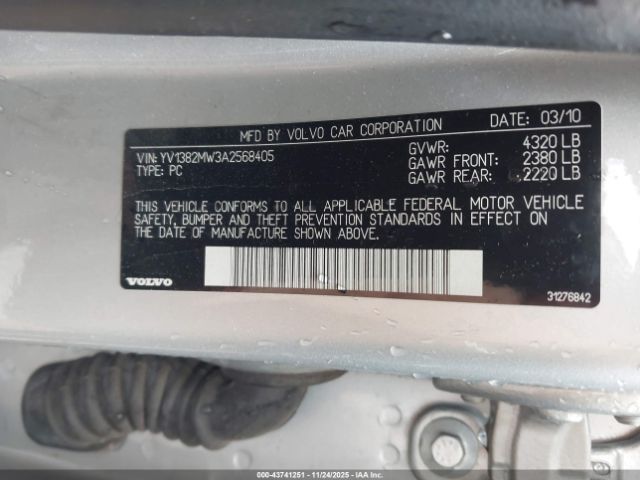 MFD BY VOLVO CAR CORPORATION DATE: 03/10
VIN: YV1382MW3A2568405 GVWR: 4320 LB
TYPE: PC GAWR FRONT: 2380 LB
GAWR REAR: 2220 LB
THIS VEHICLE CONFORMS TO ALL APPLICABLE FEDERAL MOTOR VEHICLE
SAFETY, BUMPER AND THEFT PREVENTION STANDARDS IN EFFECT ON
THE DATE OF MANUFACTURE SHOWN ABOVE.
VOLVO 31276842
000-43741251 - 11/24/2025 - IAAI.COM